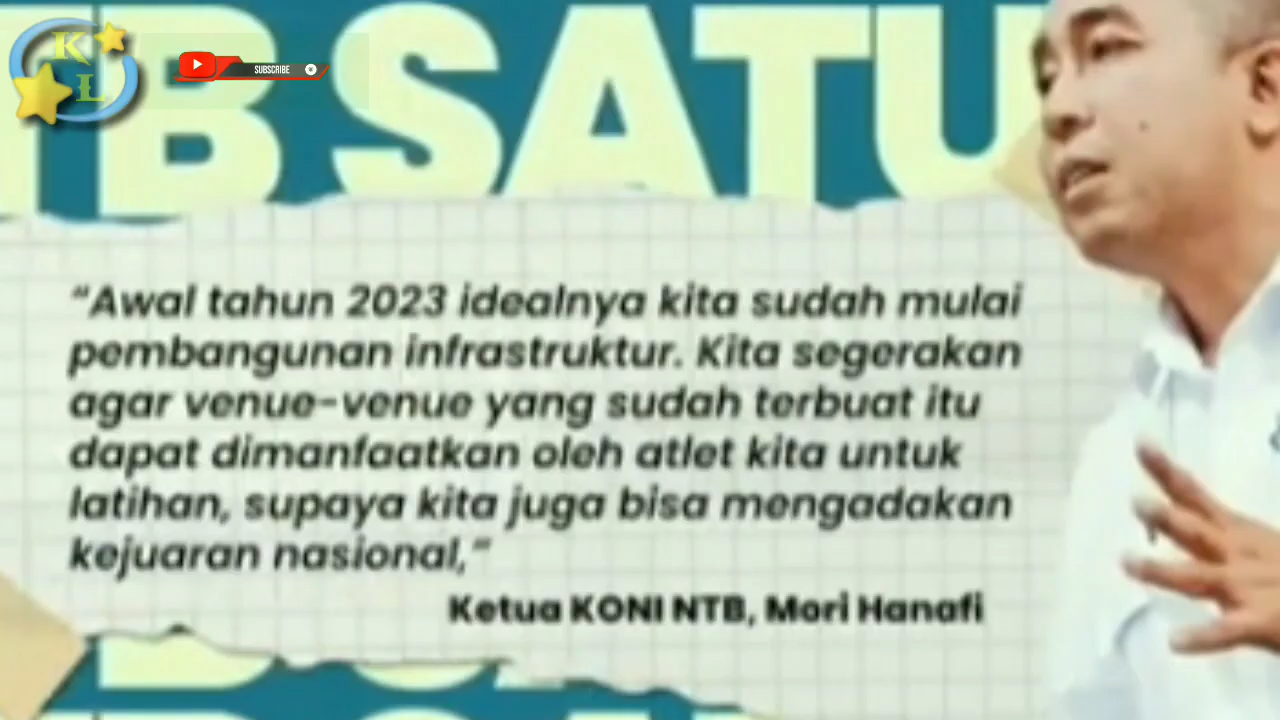 K
L
SUBSCRIBE
TB SATU
“Awal tahun 2023 idealnya kita sudah mulai
pembangunan infrastruktur. Kita segerakan
agar venue-venue yang sudah terbuat itu
dapat dimanfaatkan oleh atlet kita untuk
latihan, supaya kita juga bisa mengadakan
kejuaran nasional,”
Ketua KONI NTB, Mori Hanafi